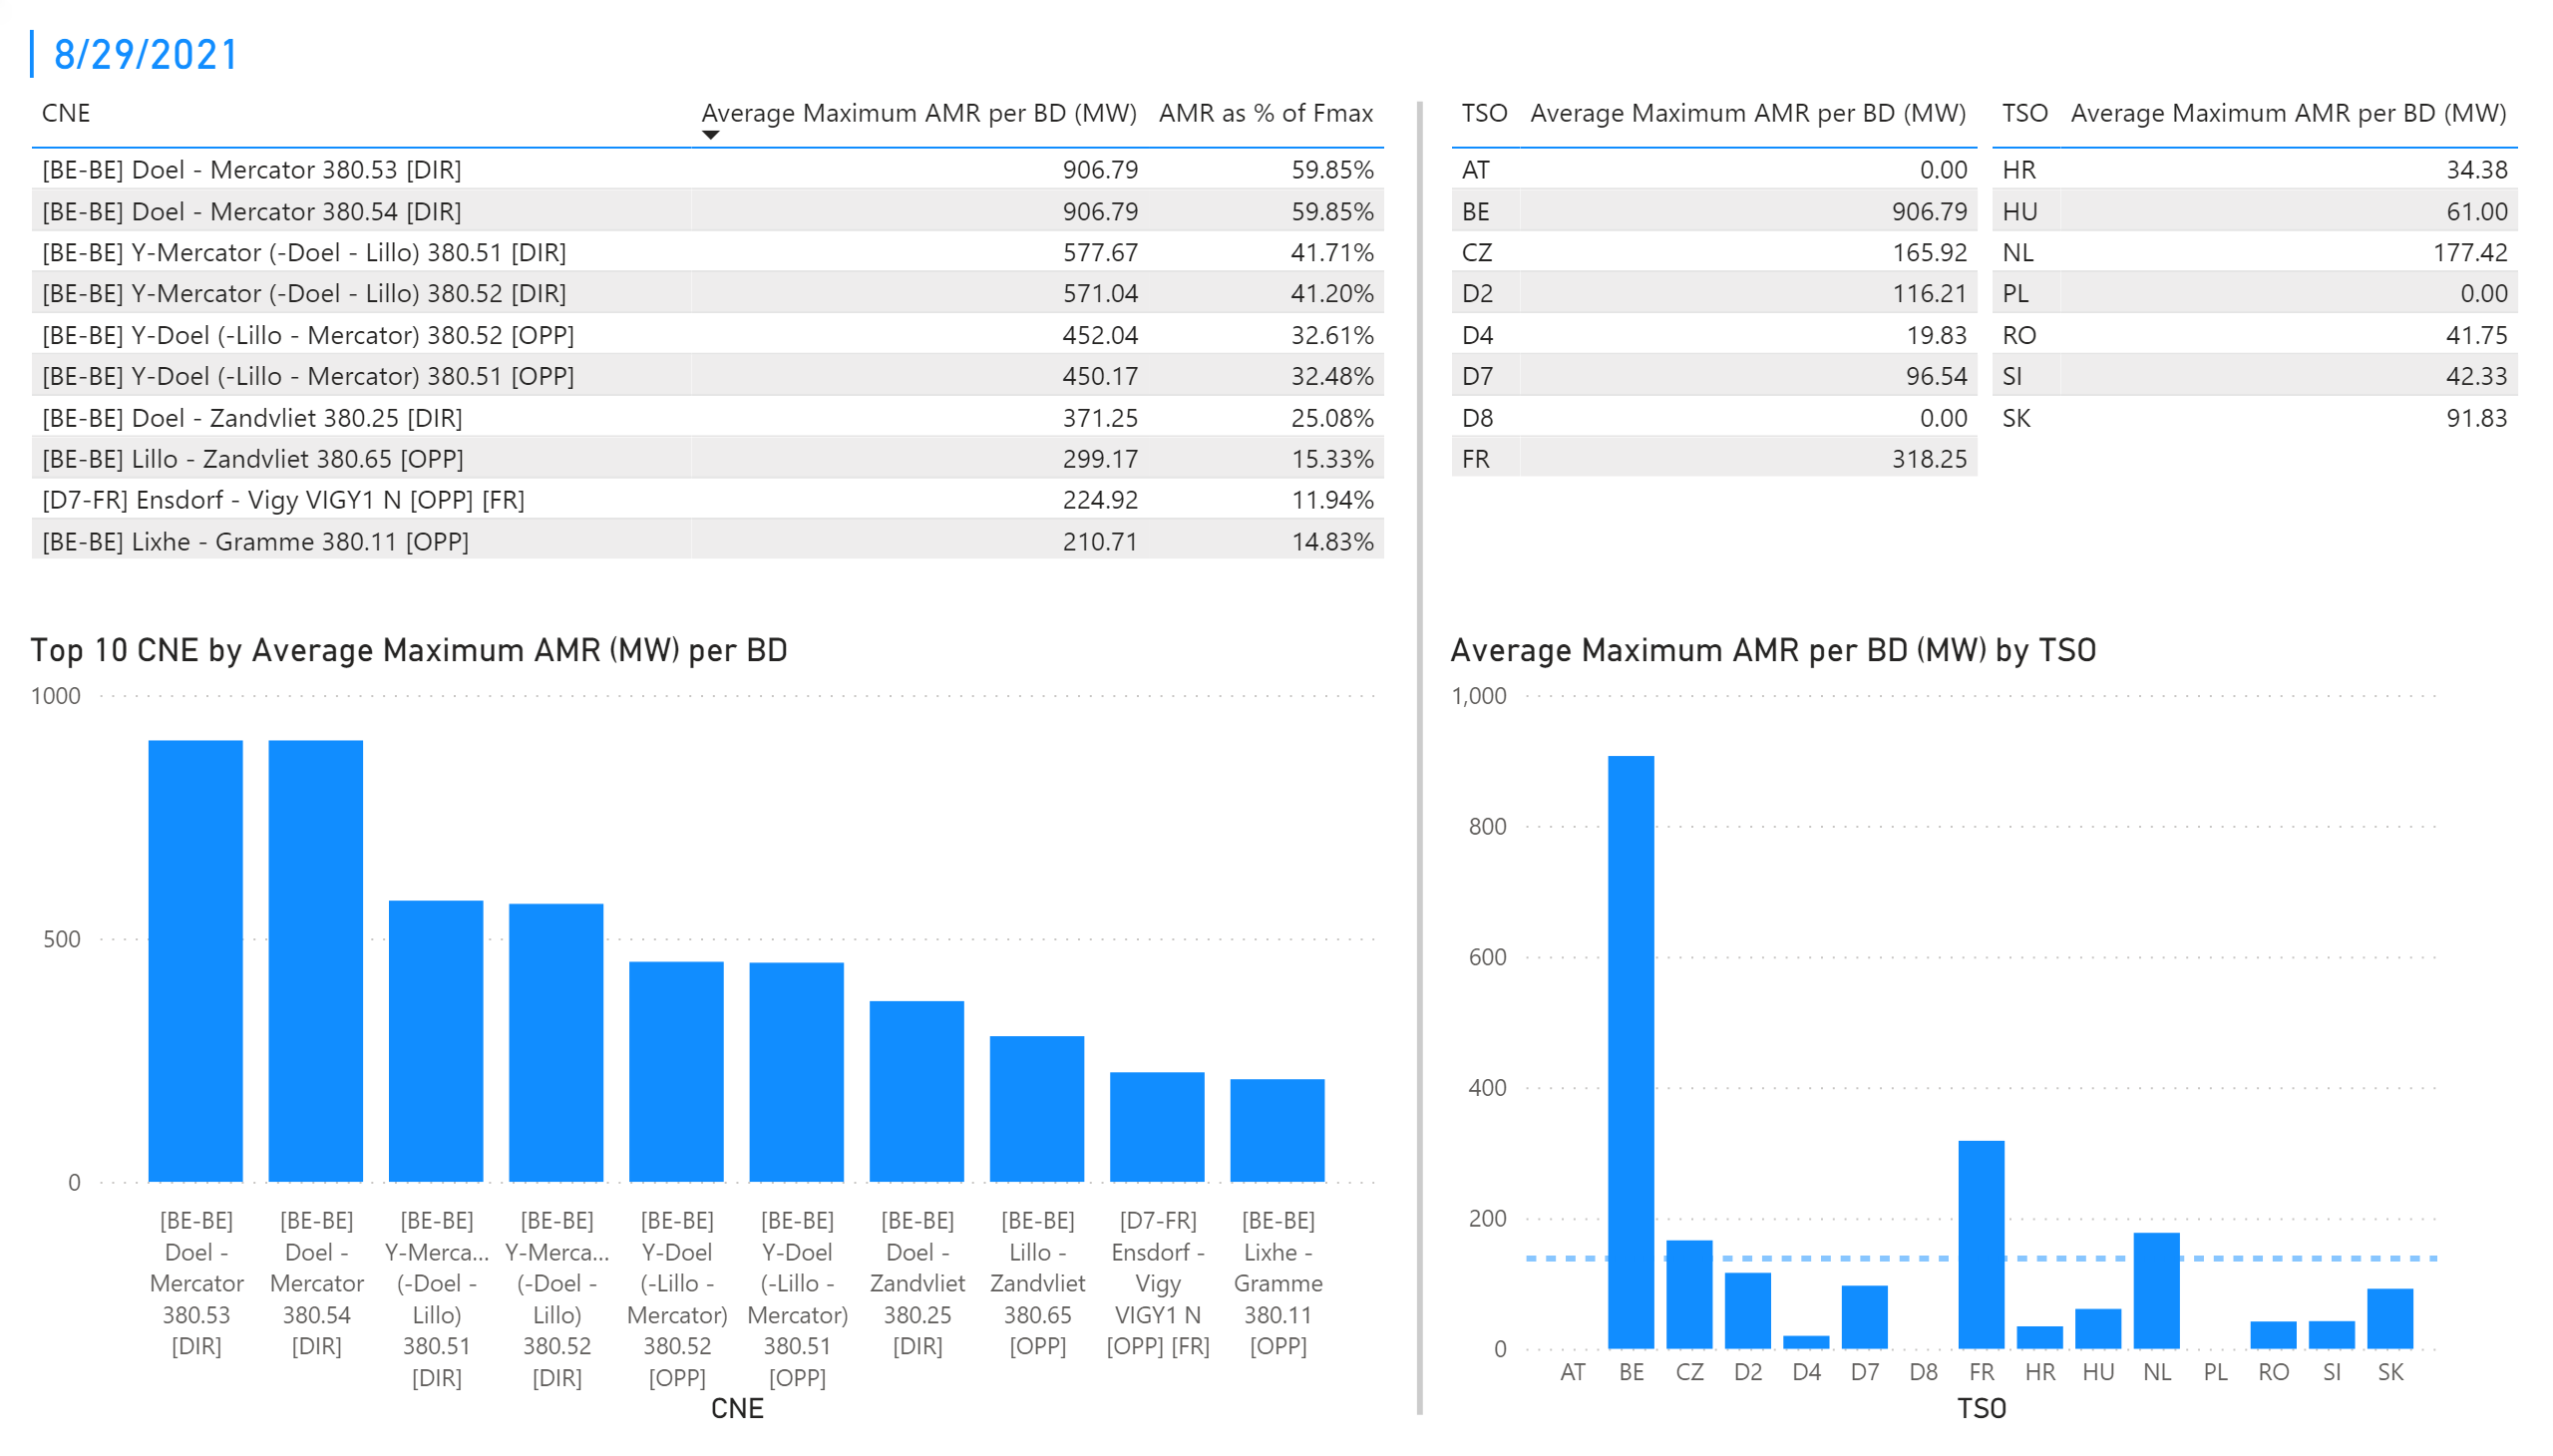 8/29/2021
CNE Average Maximum AMR per BD (MW) AMR as % of Fmax
[BE-BE] Doel - Mercator 380.53 [DIR] 906.79 59.85%
[BE-BE] Doel - Mercator 380.54 [DIR] 906.79 59.85%
[BE-BE] Y-Mercator (-Doel - Lillo) 380.51 [DIR] 577.67 41.71%
[BE-BE] Y-Mercator (-Doel - Lillo) 380.52 [DIR] 571.04 41.20%
[BE-BE] Y-Doel (-Lillo - Mercator) 380.52 [OPP] 452.04 32.61%
[BE-BE] Y-Doel (-Lillo - Mercator) 380.51 [OPP] 450.17 32.48%
[BE-BE] Doel - Zandvliet 380.25 [DIR] 371.25 25.08%
[BE-BE] Lillo - Zandvliet 380.65 [OPP] 299.17 15.33%
[D7-FR] Ensdorf - Vigy VIGY1 N [OPP] [FR] 224.92 11.94%
[BE-BE] Lixhe - Gramme 380.11 [OPP] 210.71 14.83%
TSO Average Maximum AMR per BD (MW)
AT 0.00
BE 906.79
CZ 165.92
D2 116.21
D4 19.83
D7 96.54
D8 0.00
FR 318.25
TSO Average Maximum AMR per BD (MW)
HR 34.38
HU 61.00
NL 177.42
PL 0.00
RO 41.75
SI 42.33
SK 91.83
Top 10 CNE by Average Maximum AMR (MW) per BD
1000
500
0
[BE-BE]
Doel -
Mercator
380.53
[DIR]
[BE-BE]
Doel -
Mercator
380.54
[DIR]
[BE-BE]
Y-Merca...
(-Doel -
Lillo)
380.51
[DIR]
[BE-BE]
Y-Merca...
(-Doel -
Lillo)
380.52
[DIR]
[BE-BE]
Y-Doel
(-Lillo -
Mercator)
380.52
[OPP]
[BE-BE]
Y-Doel
(-Lillo -
Mercator)
380.51
[OPP]
[BE-BE]
Doel -
Zandvliet
380.25
[DIR]
[BE-BE]
Lillo -
Zandvliet
380.65
[OPP]
[D7-FR]
Ensdorf -
Vigy
VIGY1 N
[OPP] [FR]
[BE-BE]
Lixhe -
Gramme
380.11
[OPP]
CNE
Average Maximum AMR per BD (MW) by TSO
1,000
800
600
400
200
0
AT BE CZ D2 D4 D7 D8 FR HR HU NL PL RO SI SK
TSO